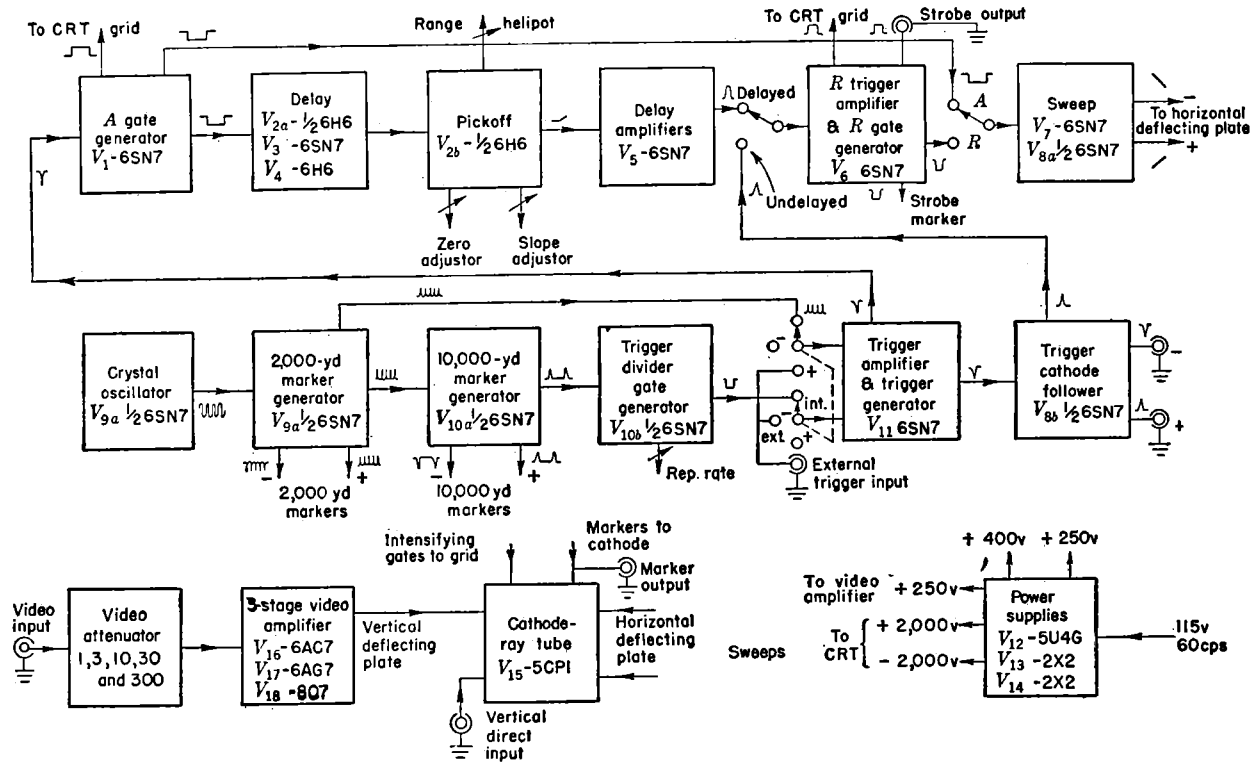 To CRT grid
Range helipot
To CRT grid
Strobe output
A gate
generator
V1-6SN7
Delay
V2a-½6H6
V3 -6SN7
V4 -6H6
Pickoff
V2b-½6H6
Delay
amplifiers
V5-6SN7
Delayed
Undelayed
R trigger
amplifier
& R gate
generator
V6 6SN7
A
R
Sweep
V7-6SN7
V8a½6SN7
-
To horizontal
deflecting plate
+
Zero
adjustor
Slope
adjustor
Strobe
marker
Crystal
oscillator
V9a ½6SN7
2,000-yd
marker
generator
V9a½6SN7
10,000-yd
marker
generator
V10a½6SN7
Trigger
divider
gate
generator
V10b½6SN7
-
+
int.
-
ext.
+
Trigger
amplifier
& trigger
generator
V11 6SN7
Trigger
cathode
follower
V8b½6SN7
-
+
- +
2,000 yd
markers
- +
10,000 yd
markers
Rep. rate
External
trigger input
Video
input
Video
attenuator
1,3,10,30
and 300
3-stage video
amplifier
V16-6AC7
V17-6AG7
V18-807
Vertical
deflecting
plate
Intensifying
gates to grid
Markers to
cathode
Marker
output
Cathode-
ray tube
V15-5CP1
Horizontal
deflecting
plate
Vertical
direct
input
Sweeps
+ 400v + 250v
To video
amplifier
+ 250v
To
CRT
+ 2,000v
- 2,000v
Power
supplies
V12-5U4G
V13-2X2
V14-2X2
115v
60cps